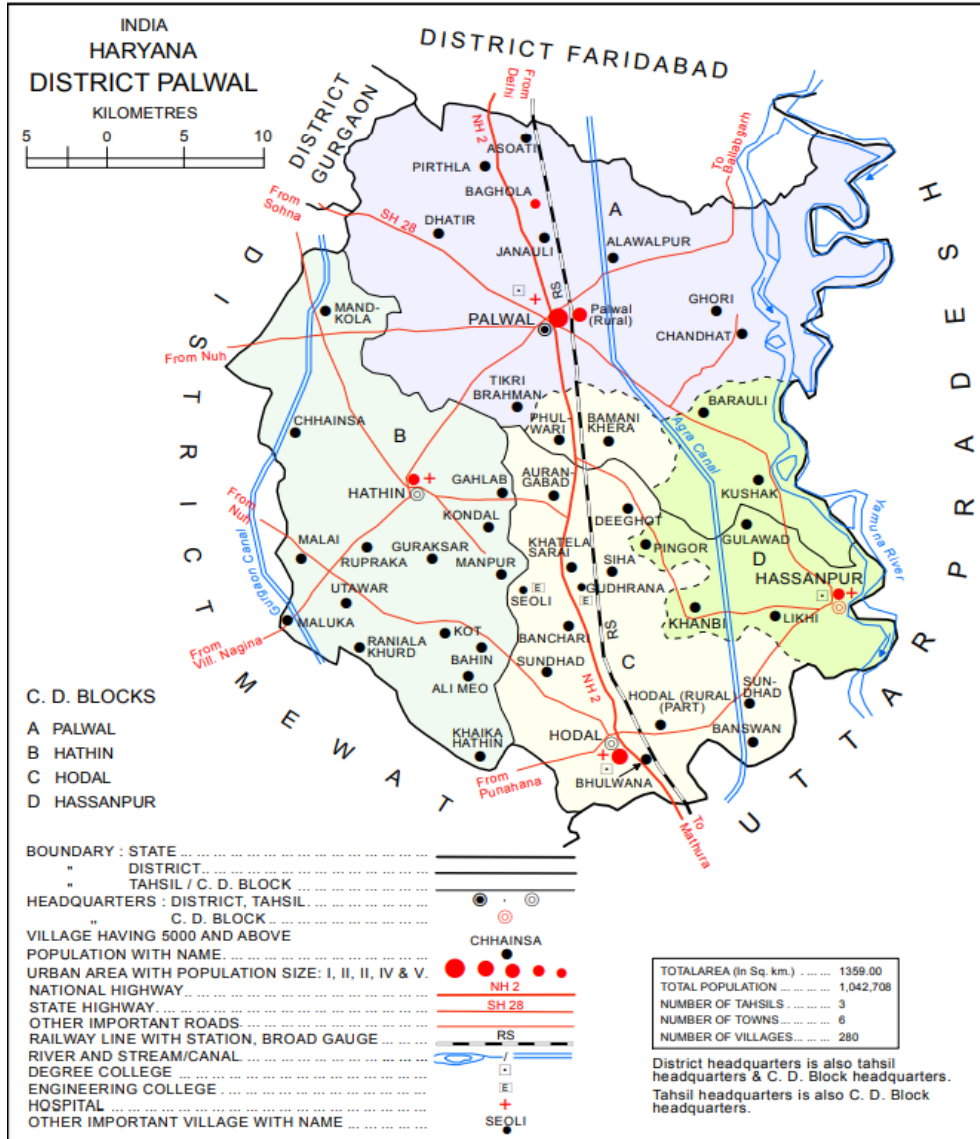 INDIA
HARYANA
DISTRICT PALWAL
KILOMETRES
5 0 5 10
DISTRICT FARIDABAD
DISTRICT
GURGAON
DISTRICT MEWAT
UTTAR PRADESH
From
Delhi
NH 2
ASOATI
PIRTHLA
BAGHOLA
To
Ballabgarh
From
Sohna
SH 28
DHATIR
JANAULI
A
ALAWALPUR
RS
MAND-
KOLA
PALWAL
Palwal
(Rural)
GHORI
CHANDHAT
From Nuh
TIKRI
BRAHMAN
PHUL-
WARI
BAMANI
KHERA
BARAULI
CHHAINSA
B
Agra Canal
HATHIN
GAHLAB
AURAN-
GABAD
KUSHAK
From
Nuh
KONDAL
DEEGHOT
GULAWAD
Yamuna River
MALAI
RUPRAKA
GURAKSAR
MANPUR
KHATELA
SARAI
SIHA
PINGOR
D
HASSANPUR
Gurgaon Canal
UTAWAR
SEOLI
E
GUDHRANA
E
MALUKA
KHANBI
LIKHI
From
Vill. Nagina
RANIALA
KHURD
KOT
BAHIN
BANCHARI
RS
ALI MEO
SUNDHAD
C
NH 2
HODAL (RURAL)
(PART)
SUN-
DHAD
KHAIKA
HATHIN
HODAL
BANSWAN
From
Punahana
BHULWANA
To
Mathura
C. D. BLOCKS
A PALWAL
B HATHIN
C HODAL
D HASSANPUR
BOUNDARY : STATE ... ... ... ... ... ... ... ... ... ...
" DISTRICT... ... ... ... ... ... ... ... ...
" TAHSIL / C. D. BLOCK ... ... ... ... ... ...
HEADQUARTERS : DISTRICT, TAHSIL... ... ... ... ... ,
" C. D. BLOCK ... ... ... ... ... ... ...
VILLAGE HAVING 5000 AND ABOVE
POPULATION WITH NAME... ... ... ... ... ... ... ... CHHAINSA
URBAN AREA WITH POPULATION SIZE: I, II, II, IV & V.
NATIONAL HIGHWAY... ... ... ... ... ... ... ... ... NH 2
STATE HIGHWAY... ... ... ... ... ... ... ... ... ... SH 28
OTHER IMPORTANT ROADS... ... ... ... ... ... ... ...
RAILWAY LINE WITH STATION, BROAD GAUGE ... ... ... RS
RIVER AND STREAM/CANAL... ... ... ... ... ... ... /
DEGREE COLLEGE ... ... ... ... ... ... ... ... ...
ENGINEERING COLLEGE . ... ... ... ... ... ... ... E
HOSPITAL ... ... ... ... ... ... ... ... ... ... ...
OTHER IMPORTANT VILLAGE WITH NAME ... ... ... ... SEOLI
TOTALAREA (In Sq. km.) . ... ... 1359.00
TOTAL POPULATION ... ... ... ... 1,042,708
NUMBER OF TAHSILS . ... ... ... 3
NUMBER OF TOWNS ... ... ... ... 6
NUMBER OF VILLAGES... ... ... 280
District headquarters is also tahsil
headquarters & C. D. Block headquarters.
Tahsil headquarters is also C. D. Block
headquarters.